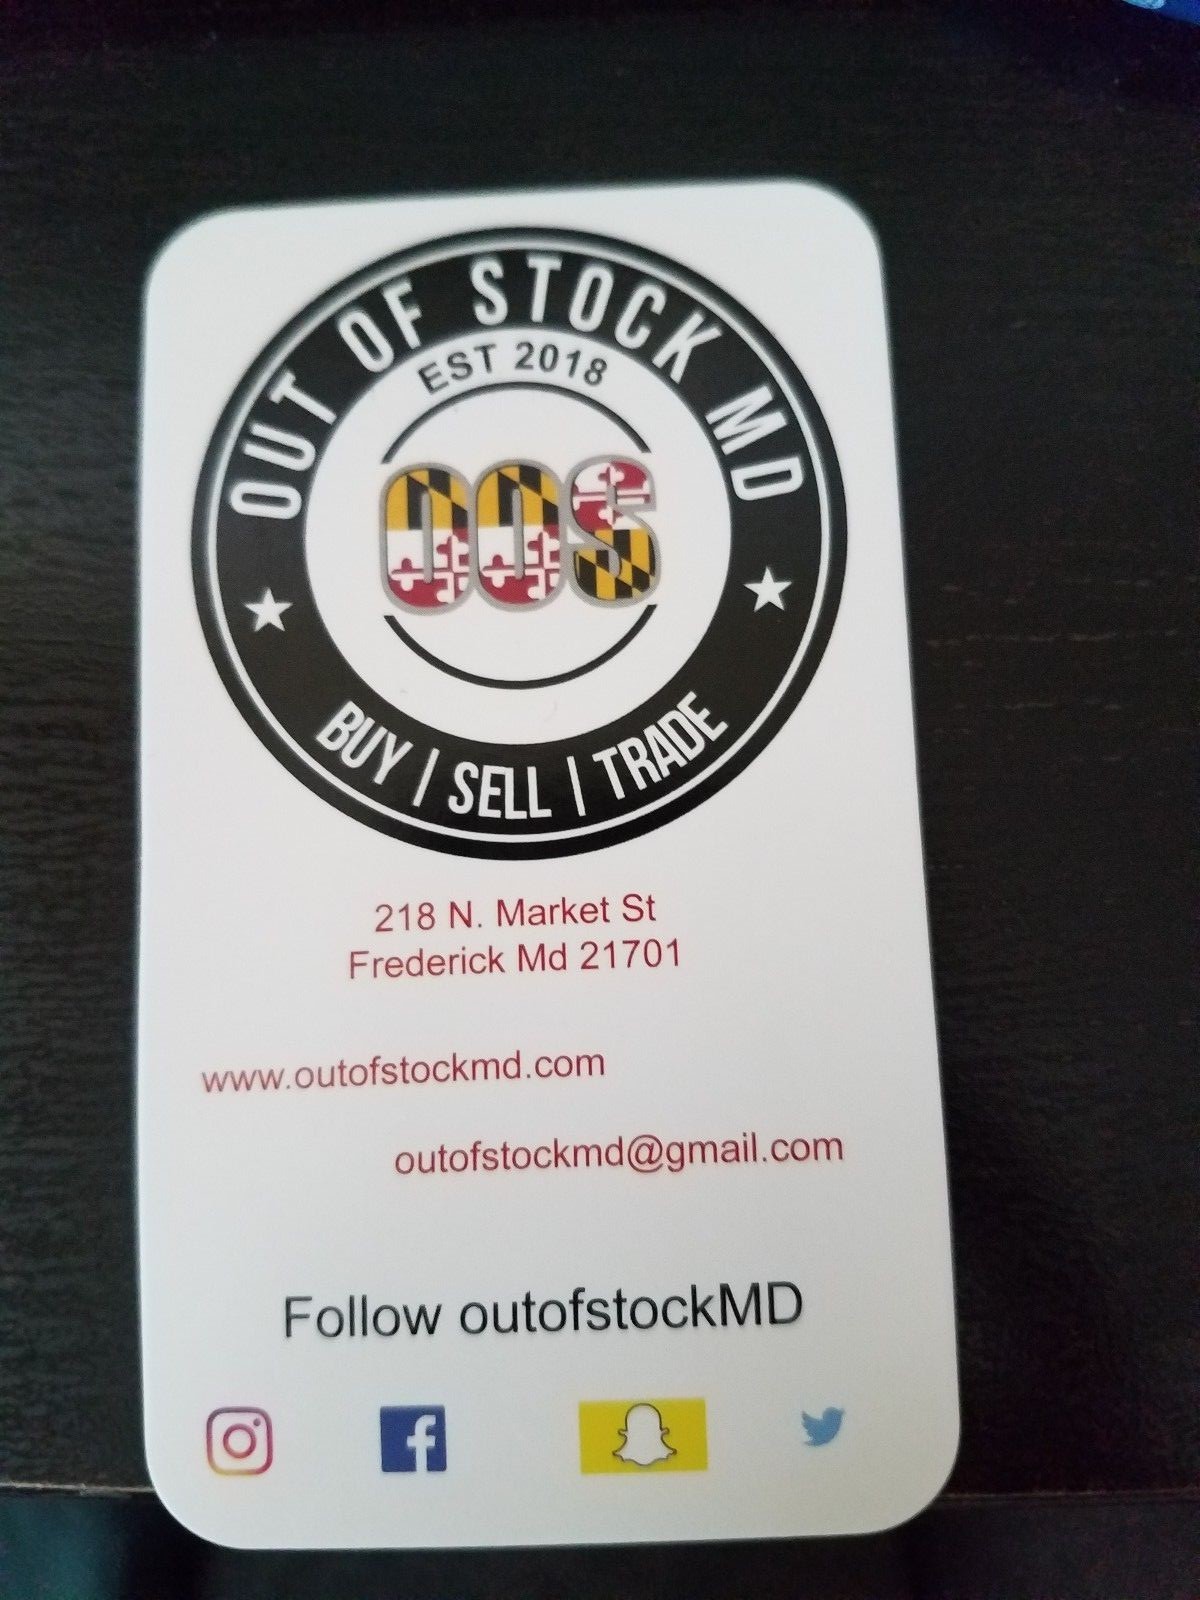 OUT OF STOCK MD
EST 2018
OOS
BUY | SELL | TRADE
218 N. Market St
Frederick Md 21701
www.outofstockmd.com
outofstockmd@gmail.com
Follow outofstockMD